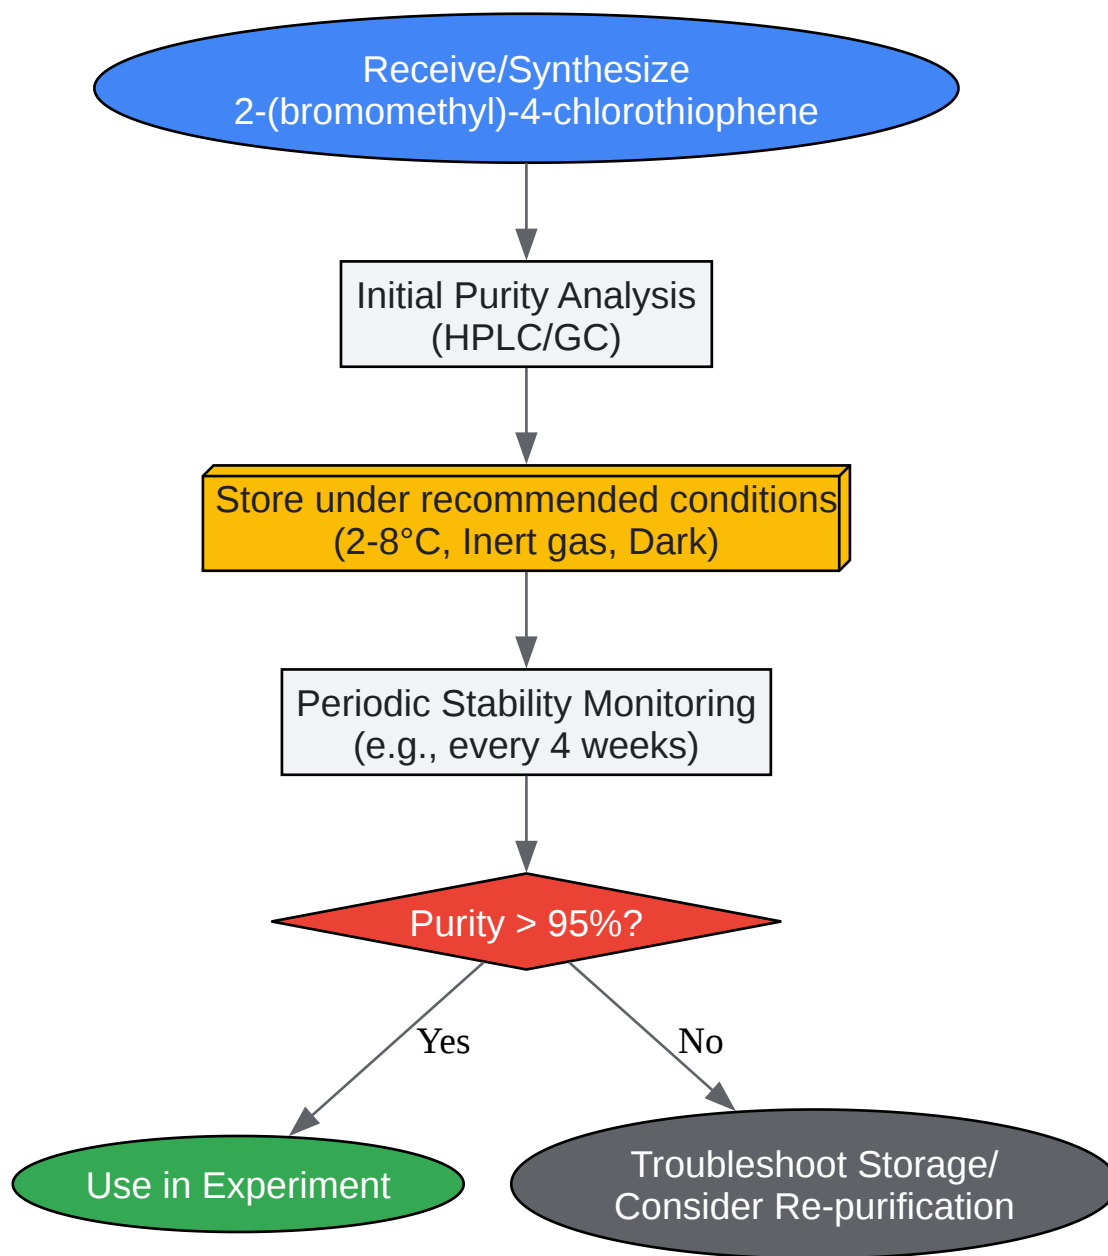 Receive/Synthesize
2-(bromomethyl)-4-chlorothiophene
Initial Purity Analysis
(HPLC/GC)
Store under recommended conditions
(2-8°C, Inert gas, Dark)
Periodic Stability Monitoring
(e.g., every 4 weeks)
Purity > 95%?
Yes
No
Use in Experiment
Troubleshoot Storage/
Consider Re-purification